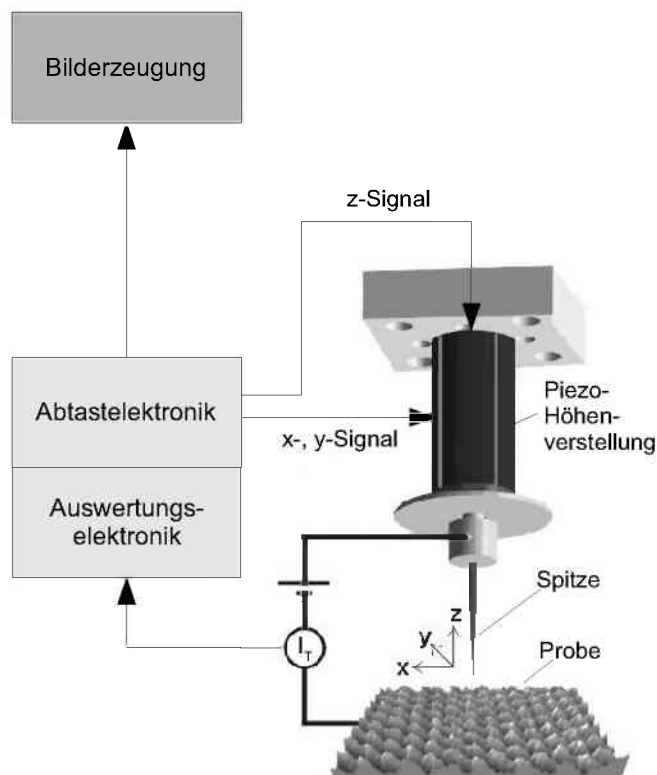 Bilderzeugung
z-Signal
Abtastelektronik
x-, y-Signal
Piezo-
Höhen-
verstellung
Auswertungs-
elektronik
Spitze
z
y
x
I_T
Probe